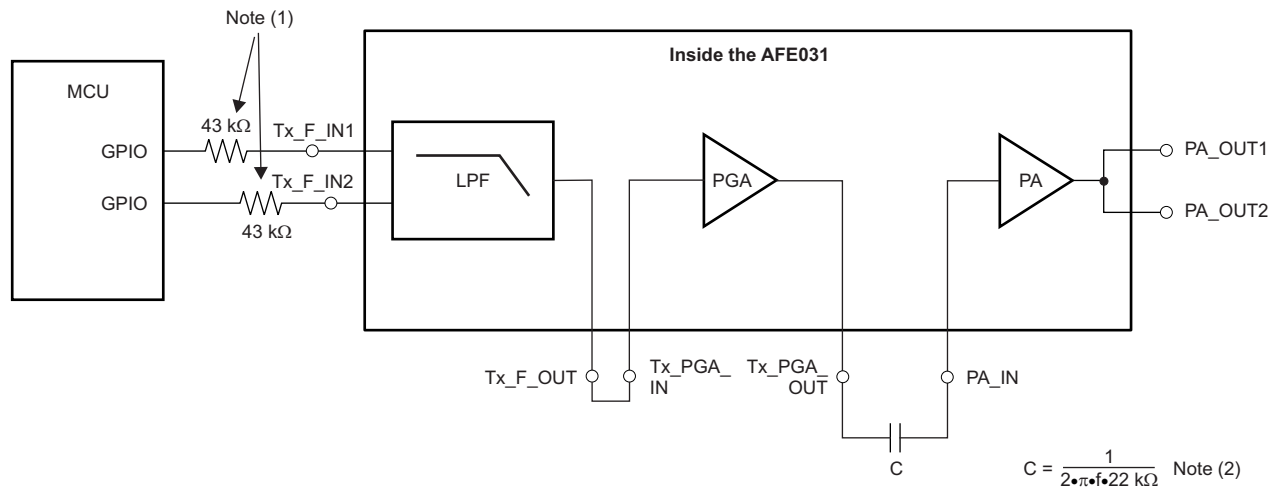 Note (1)
Inside the AFE031
MCU
43 kΩ
Tx_F_IN1
GPIO
Tx_F_IN2
GPIO
43 kΩ
LPF
PGA
PA
PA_OUT1
PA_OUT2
Tx_F_OUT
Tx_PGA_
IN
Tx_PGA_
OUT
PA_IN
C
C = 1 / 2•π•f•22 kΩ Note (2)